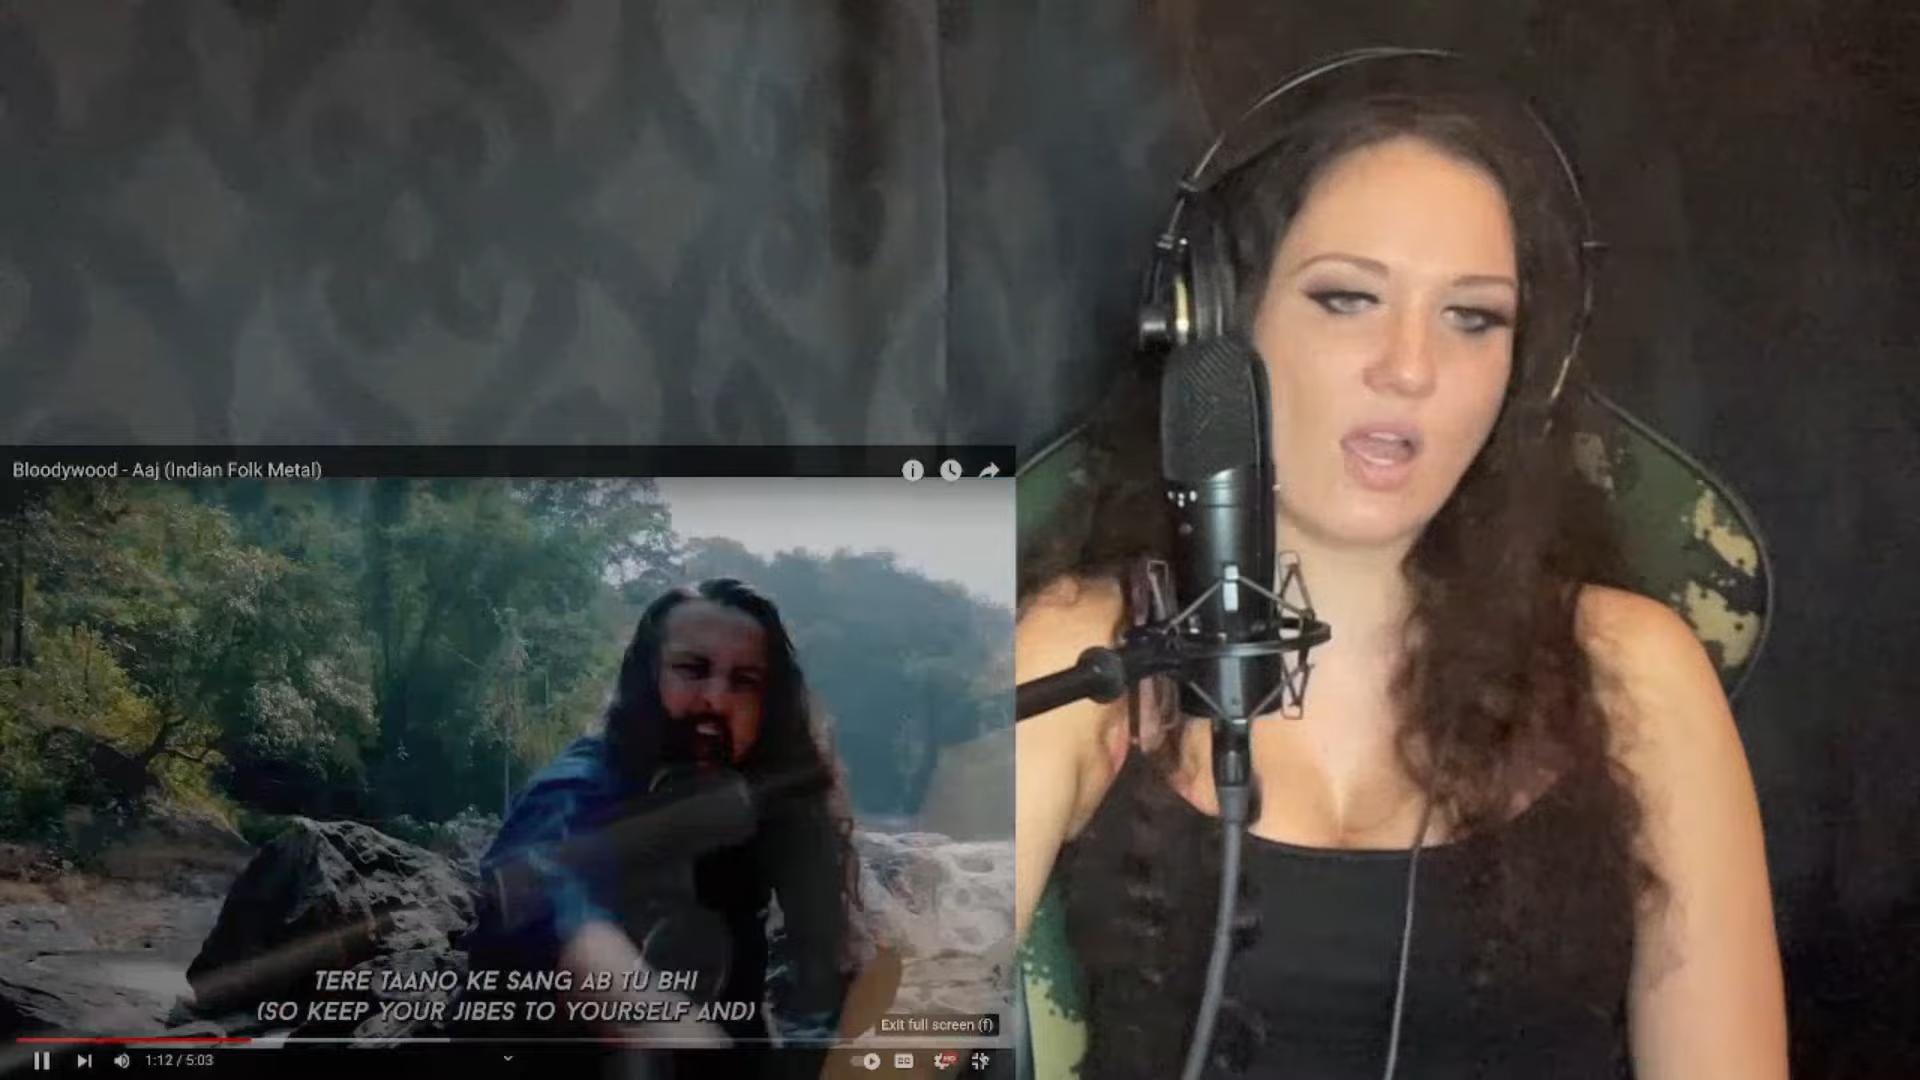 Bloodywood - Aaj (Indian Folk Metal)
TERE TAANO KE SANG AB TU BHI
(SO KEEP YOUR JIBES TO YOURSELF AND)
Exit full screen (f)
1:12 / 5:03